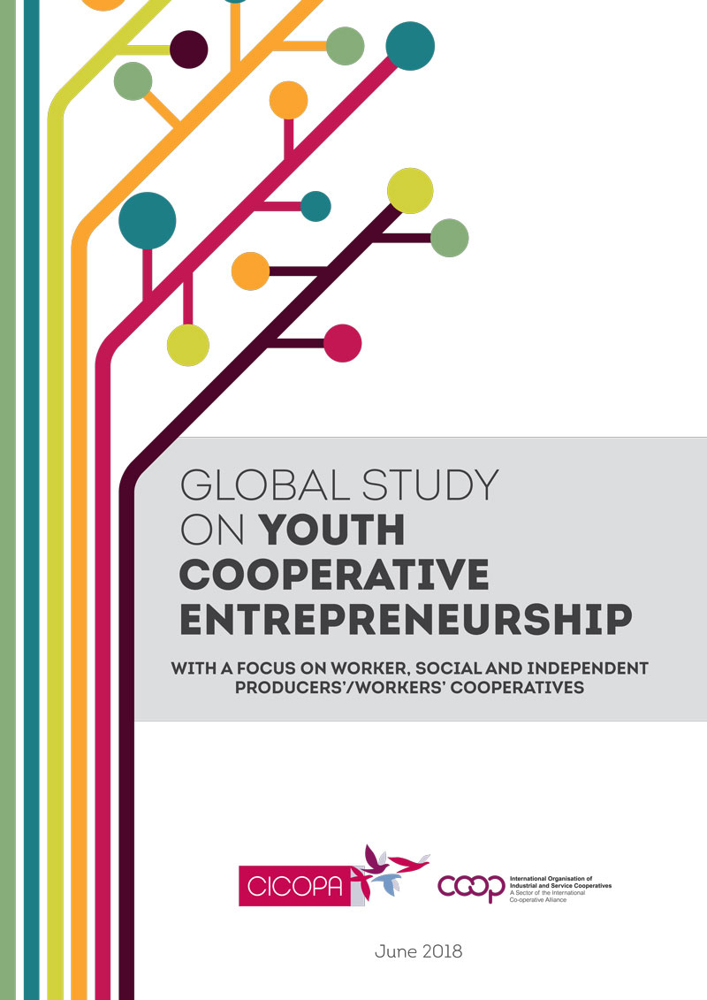 GLOBAL STUDY
ON YOUTH
COOPERATIVE
ENTREPRENEURSHIP
WITH A FOCUS ON WORKER, SOCIAL AND INDEPENDENT
PRODUCERS’/WORKERS’ COOPERATIVES
CICOPA
coop
International Organisation of
Industrial and Service Cooperatives
A Sector of the International
Co-operative Alliance
June 2018